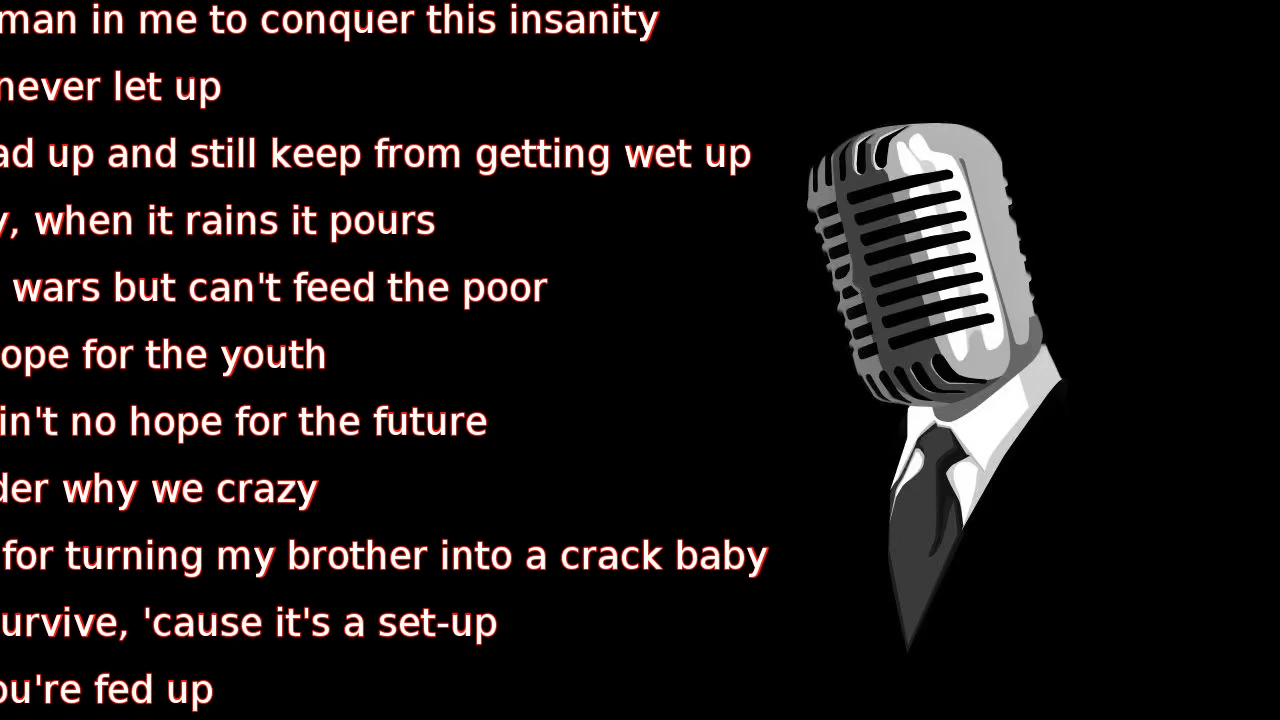 man in me to conquer this insanity
never let up
ad up and still keep from getting wet up
y, when it rains it pours
wars but can't feed the poor
ope for the youth
in't no hope for the future
der why we crazy
for turning my brother into a crack baby
urvive, 'cause it's a set-up
ou're fed up